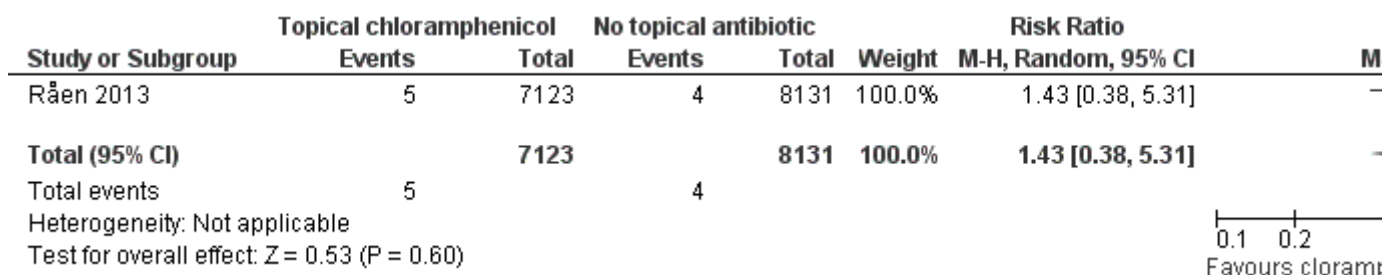 Topical chloramphenicol No topical antibiotic Risk Ratio
Study or Subgroup Events Total Events Total Weight M-H, Random, 95% CI M
Råen 2013 5 7123 4 8131 100.0% 1.43 [0.38, 5.31]
Total (95% CI) 7123 8131 100.0% 1.43 [0.38, 5.31]
Total events 5 4
Heterogeneity: Not applicable
Test for overall effect: Z = 0.53 (P = 0.60)
0.1 0.2
Favours cloramp